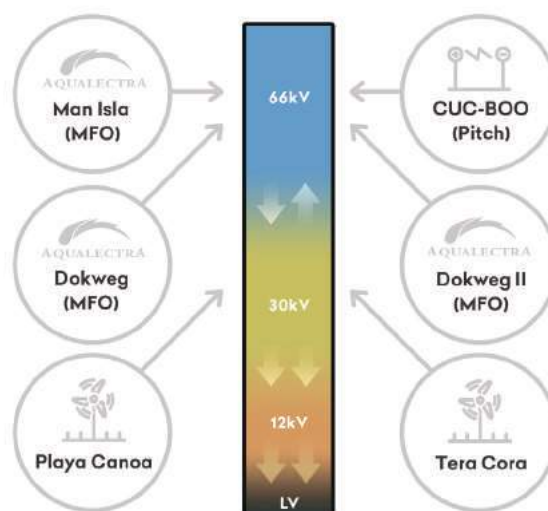 AQUALECTRA
Man Isla
(MFO)
66kV
CUC-BOO
(Pitch)
AQUALECTRA
Dokweg
(MFO)
30kV
AQUALECTRA
Dokweg II
(MFO)
Playa Canoa
12kV
Tera Cora
LV